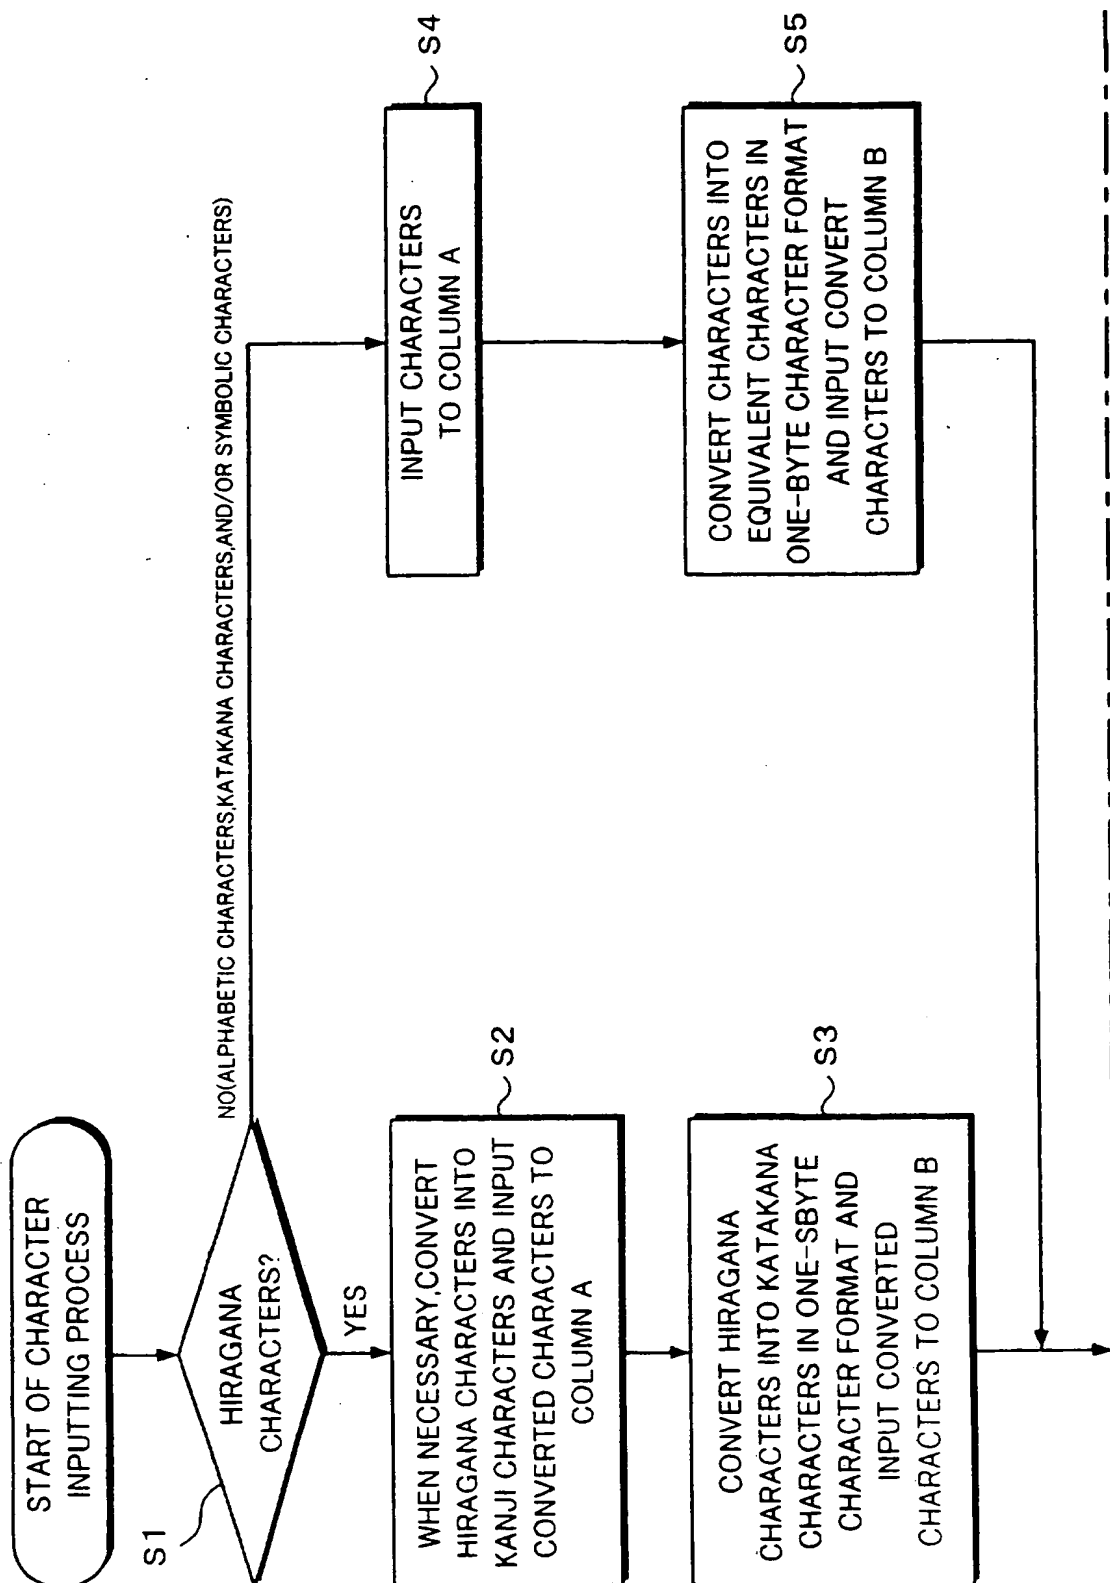 START OF CHARACTER
INPUTTING PROCESS
S1
HIRAGANA
CHARACTERS?
NO(ALPHABETIC CHARACTERS,KATAKANA CHARACTERS,AND/OR SYMBOLIC CHARACTERS)
YES
WHEN NECESSARY,CONVERT
HIRAGANA CHARACTERS INTO
KANJI CHARACTERS AND INPUT
CONVERTED CHARACTERS TO
COLUMN A
S2
INPUT CHARACTERS
TO COLUMN A
S4
CONVERT HIRAGANA
CHARACTERS INTO KATAKANA
CHARACTERS IN ONE-SBYTE
CHARACTER FORMAT AND
INPUT CONVERTED
CHARACTERS TO COLUMN B
S3
CONVERT CHARACTERS INTO
EQUIVALENT CHARACTERS IN
ONE-BYTE CHARACTER FORMAT
AND INPUT CONVERT
CHARACTERS TO COLUMN B
S5